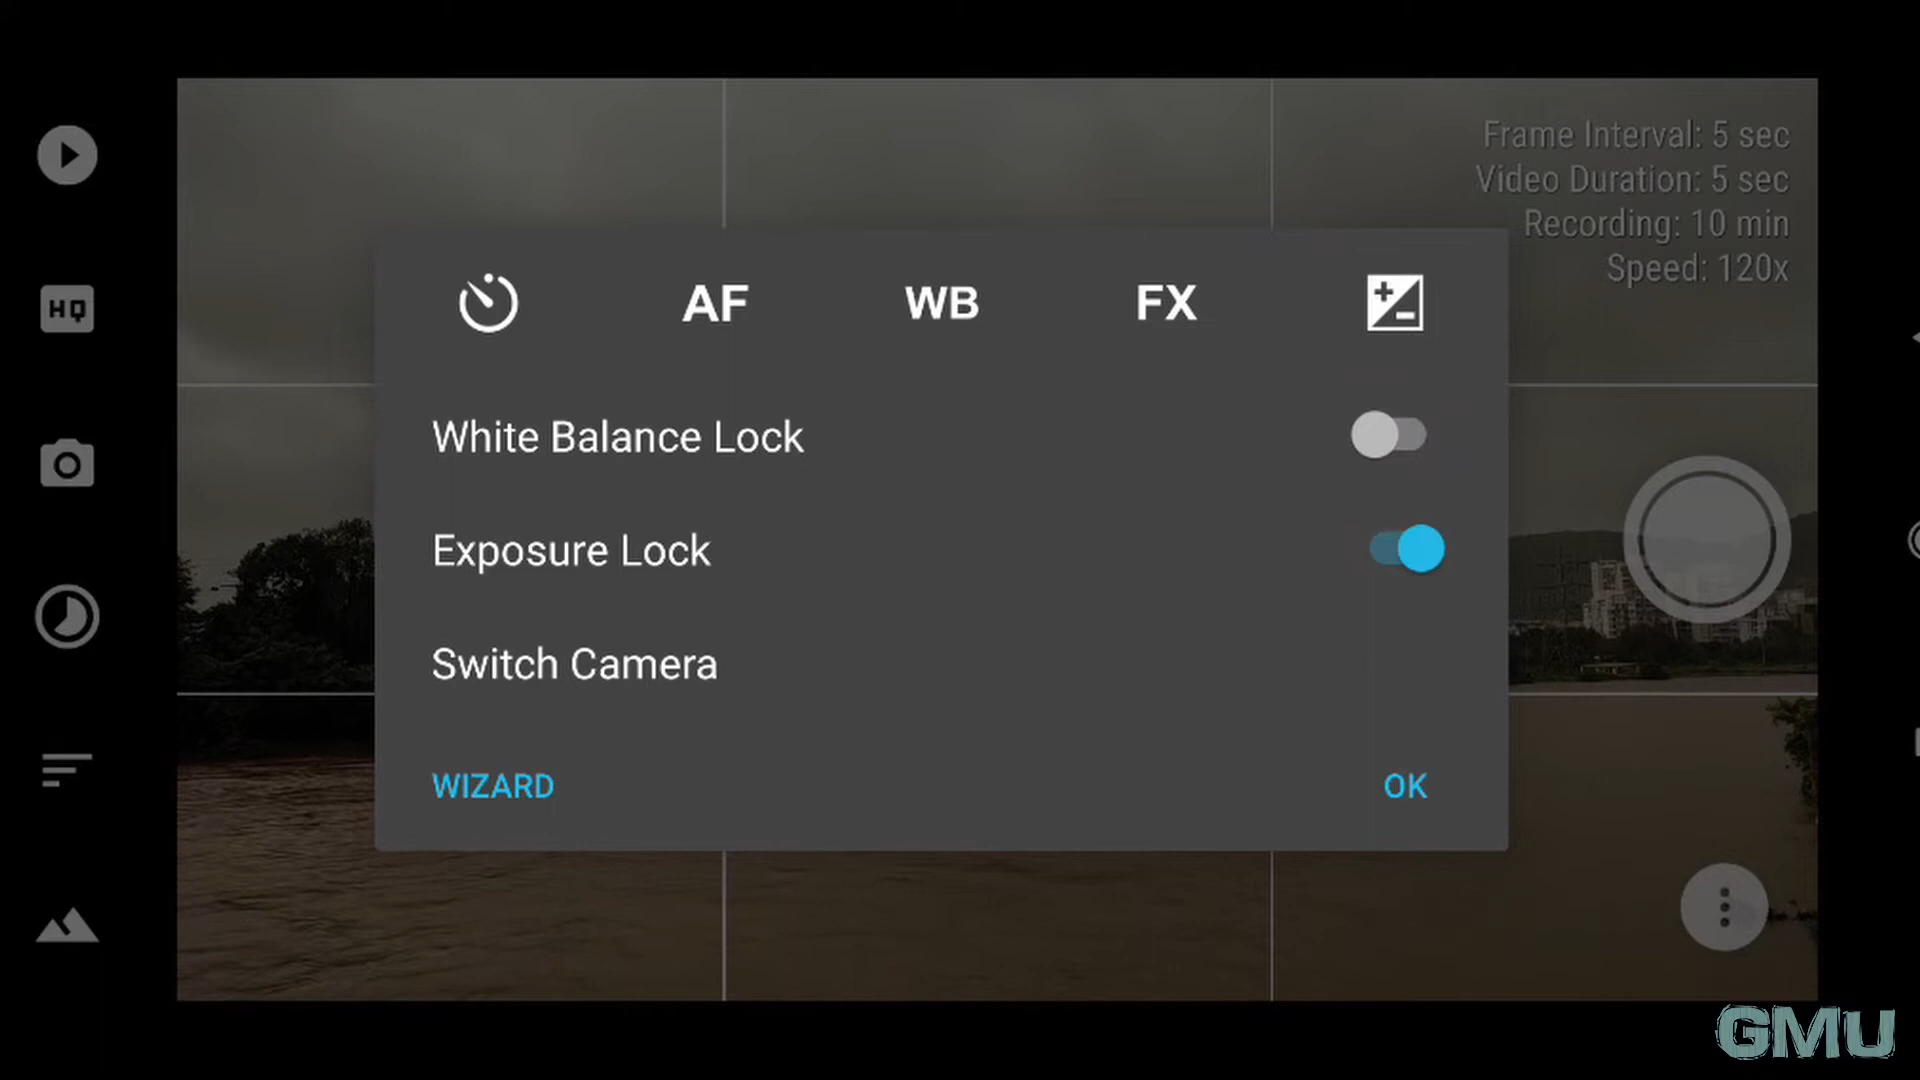 Frame Interval: 5 sec
Video Duration: 5 sec
Recording: 10 min
Speed: 120x
HQ
AF WB FX
White Balance Lock
Exposure Lock
Switch Camera
WIZARD OK
GMU